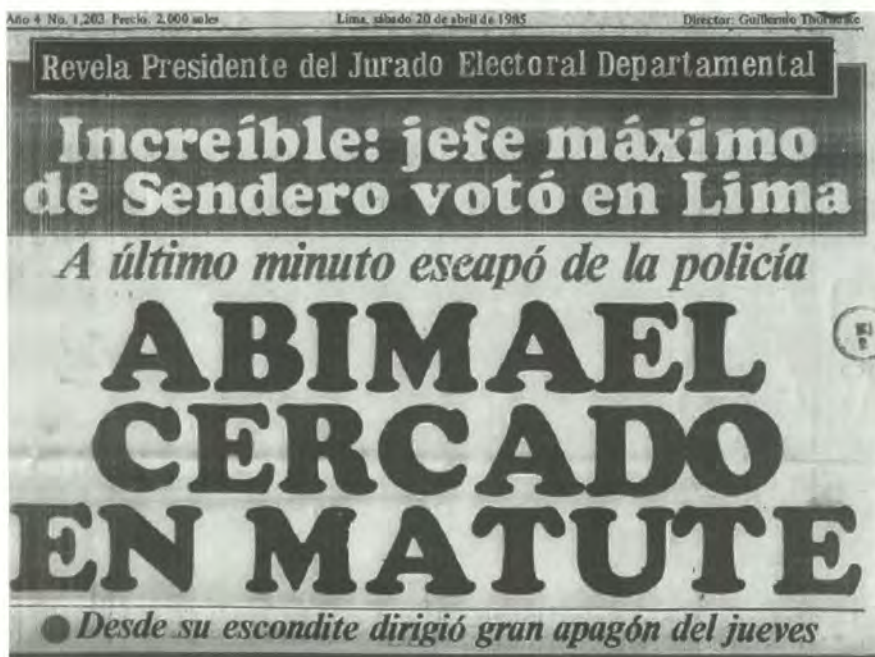 Año 4 No. 1,203 Precio. 2,000 soles Lima, sábado 20 de abril de 1985 Director: Guillermo Thorndike
Revela Presidente del Jurado Electoral Departamental
Increíble: jefe máximo
de Sendero votó en Lima
A último minuto escapó de la policía
ABIMAEL
CERCADO
EN MATUTE
Desde su escondite dirigió gran apagón del jueves